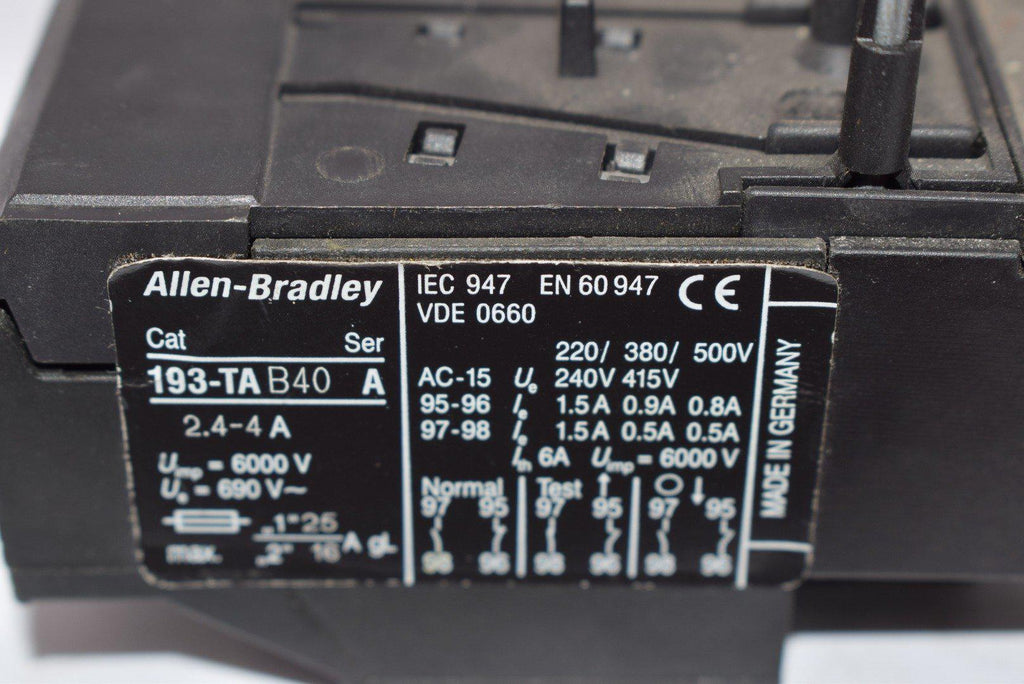 Allen-Bradley
Cat Ser
193-TA B40 A
2.4-4 A
Uimp = 6000 V
Ue = 690 V~
max. „1" 25
„2" 16 A gL
IEC 947 EN 60 947 CE
VDE 0660
220/ 380/ 500V
AC-15 Ue 240V 415V
95-96 Ie 1.5A 0.9A 0.8A
97-98 Ie 1.5A 0.5A 0.5A
Ith 6A Uimp = 6000 V
Normal Test ↑ O ↓
97 95 97 95 97 95
98 96 98 96 98 96
MADE IN GERMANY